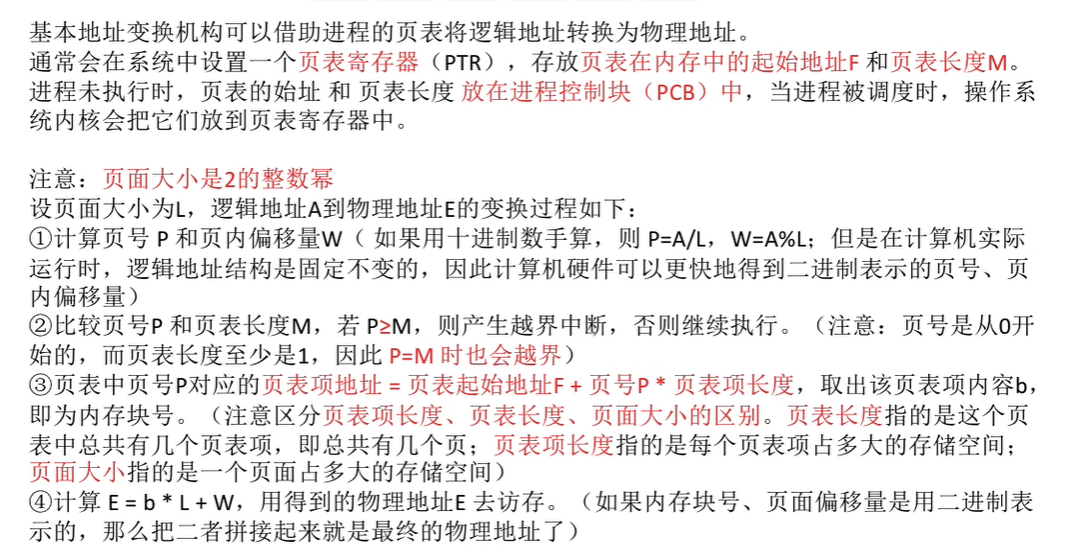 基本地址变换机构可以借助进程的页表将逻辑地址转换为物理地址。
通常会在系统中设置一个页表寄存器（PTR），存放页表在内存中的起始地址F 和页表长度M。
进程未执行时，页表的始址 和 页表长度 放在进程控制块（PCB）中，当进程被调度时，操作系
统内核会把它们放到页表寄存器中。
注意：页面大小是2的整数幂
设页面大小为L，逻辑地址A到物理地址E的变换过程如下：
①计算页号 P 和页内偏移量W（ 如果用十进制数手算，则 P=A/L，W=A%L；但是在计算机实际
运行时，逻辑地址结构是固定不变的，因此计算机硬件可以更快地得到二进制表示的页号、页
内偏移量）
②比较页号P 和页表长度M，若 P≥M，则产生越界中断，否则继续执行。（注意：页号是从0开
始的，而页表长度至少是1，因此 P=M 时也会越界）
③页表中页号P对应的页表项地址 = 页表起始地址F + 页号P * 页表项长度，取出该页表项内容b，
即为内存块号。（注意区分页表项长度、页表长度、页面大小的区别。页表长度指的是这个页
表中总共有几个页表项，即总共有几个页；页表项长度指的是每个页表项占多大的存储空间；
页面大小指的是一个页面占多大的存储空间）
④计算 E = b * L + W，用得到的物理地址E 去访存。（如果内存块号、页面偏移量是用二进制表
示的，那么把二者拼接起来就是最终的物理地址了）